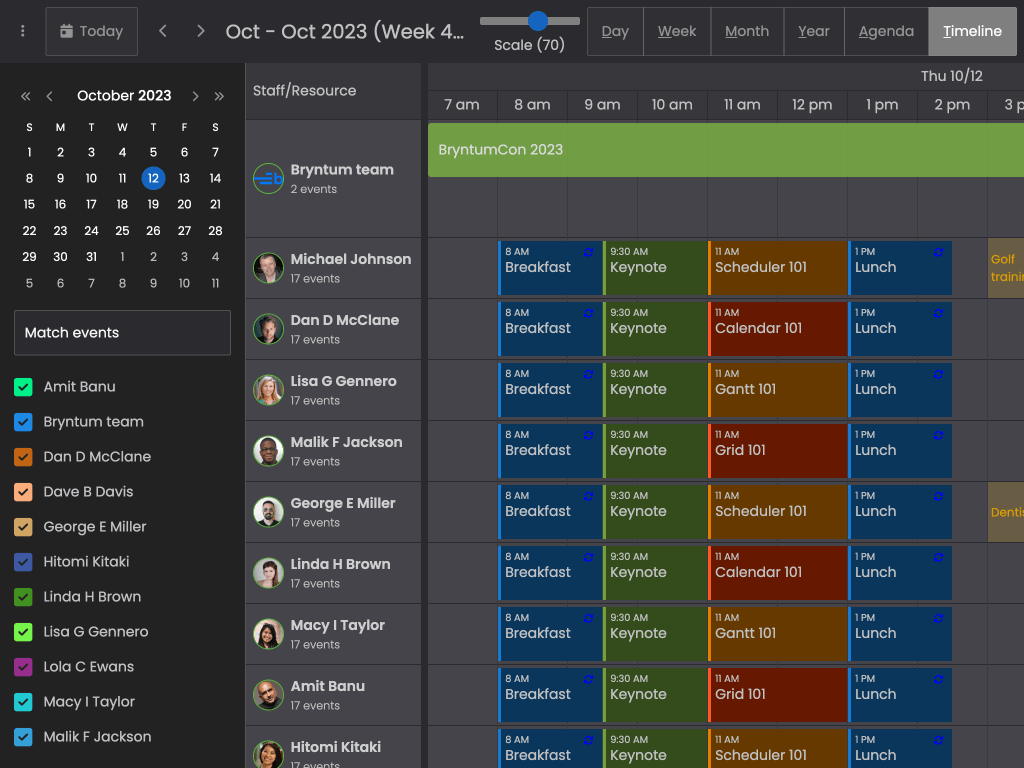 Today
Oct - Oct 2023 (Week 4...
Scale (70)
Day
Week
Month
Year
Agenda
Timeline
October 2023
S M T W T F S
1 2 3 4 5 6 7
8 9 10 11 12 13 14
15 16 17 18 19 20 21
22 23 24 25 26 27 28
29 30 31 1 2 3 4
5 6 7 8 9 10 11
Match events
Amit Banu
Bryntum team
Dan D McClane
Dave B Davis
George E Miller
Hitomi Kitaki
Linda H Brown
Lisa G Gennero
Lola C Ewans
Macy I Taylor
Malik F Jackson
Staff/Resource
Thu 10/12
7 am 8 am 9 am 10 am 11 am 12 pm 1 pm 2 pm 3 p
Bryntum team
2 events
BryntumCon 2023
Michael Johnson
17 events
8 AM
Breakfast
9:30 AM
Keynote
11 AM
Scheduler 101
1 PM
Lunch
Golf
trainin
Dan D McClane
17 events
8 AM
Breakfast
9:30 AM
Keynote
11 AM
Calendar 101
1 PM
Lunch
Lisa G Gennero
17 events
8 AM
Breakfast
9:30 AM
Keynote
11 AM
Gantt 101
1 PM
Lunch
Malik F Jackson
17 events
8 AM
Breakfast
9:30 AM
Keynote
11 AM
Grid 101
1 PM
Lunch
George E Miller
17 events
8 AM
Breakfast
9:30 AM
Keynote
11 AM
Scheduler 101
1 PM
Lunch
Dentis
Linda H Brown
17 events
8 AM
Breakfast
9:30 AM
Keynote
11 AM
Calendar 101
1 PM
Lunch
Macy I Taylor
17 events
8 AM
Breakfast
9:30 AM
Keynote
11 AM
Gantt 101
1 PM
Lunch
Amit Banu
17 events
8 AM
Breakfast
9:30 AM
Keynote
11 AM
Grid 101
1 PM
Lunch
Hitomi Kitaki
17 events
8 AM
Breakfast
9:30 AM
Keynote
11 AM
Scheduler 101
1 PM
Lunch